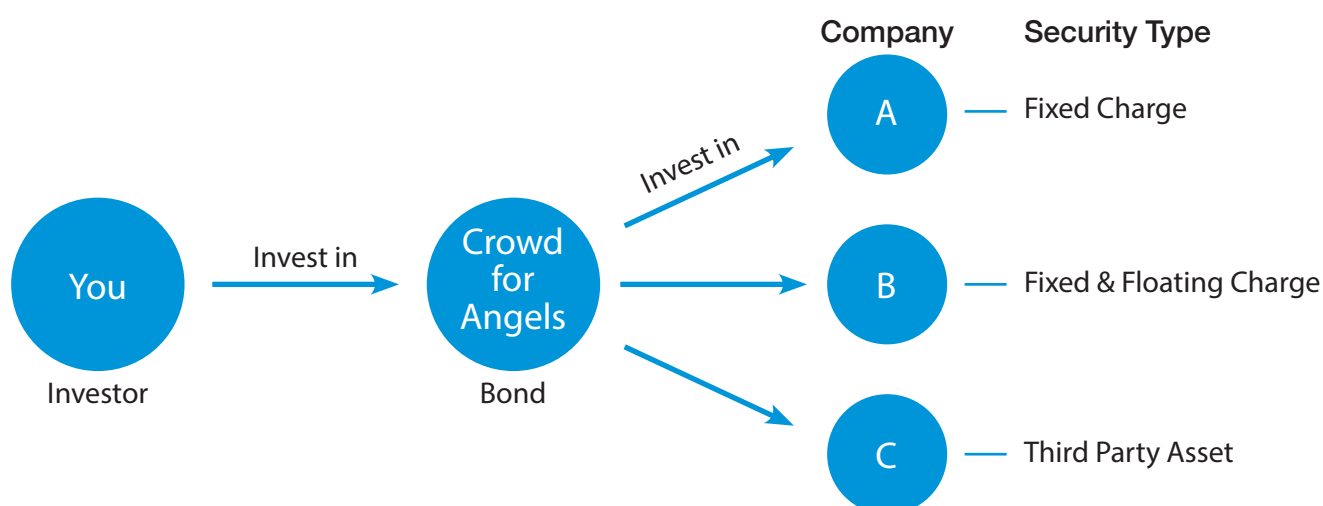 Company Security Type
A Fixed Charge
Invest in
You
Invest in
Crowd
for
Angels
B Fixed & Floating Charge
Investor
Bond
C Third Party Asset